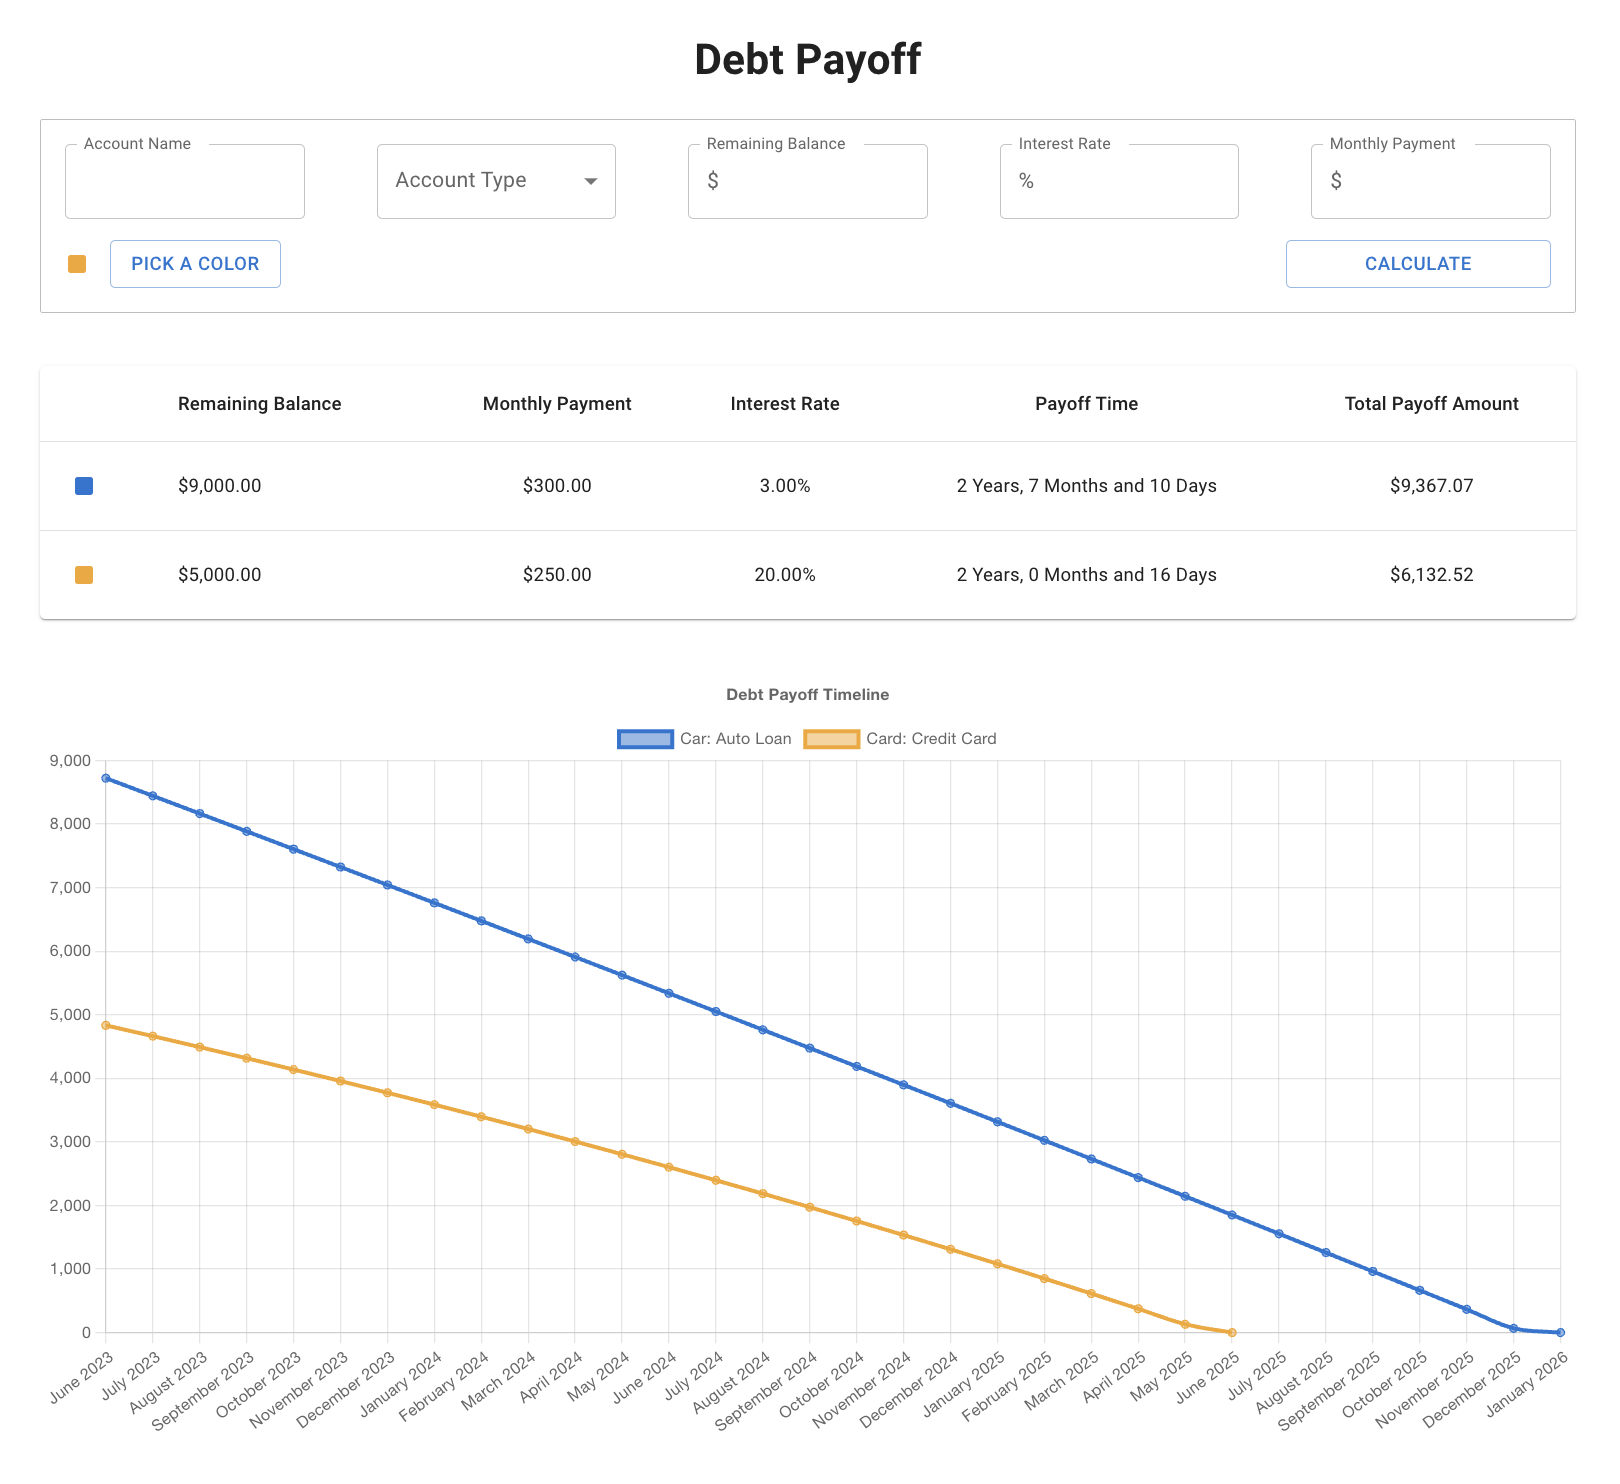 Debt Payoff
Account Name
Account Type
Remaining Balance
$
Interest Rate
%
Monthly Payment
$
PICK A COLOR
CALCULATE
Remaining Balance Monthly Payment Interest Rate Payoff Time Total Payoff Amount
$9,000.00 $300.00 3.00% 2 Years, 7 Months and 10 Days $9,367.07
$5,000.00 $250.00 20.00% 2 Years, 0 Months and 16 Days $6,132.52
Debt Payoff Timeline
Car: Auto Loan Card: Credit Card
9,000
8,000
7,000
6,000
5,000
4,000
3,000
2,000
1,000
0
June 2023
July 2023
August 2023
September 2023
October 2023
November 2023
December 2023
January 2024
February 2024
March 2024
April 2024
May 2024
June 2024
July 2024
August 2024
September 2024
October 2024
November 2024
December 2024
January 2025
February 2025
March 2025
April 2025
May 2025
June 2025
July 2025
August 2025
September 2025
October 2025
November 2025
December 2025
January 2026